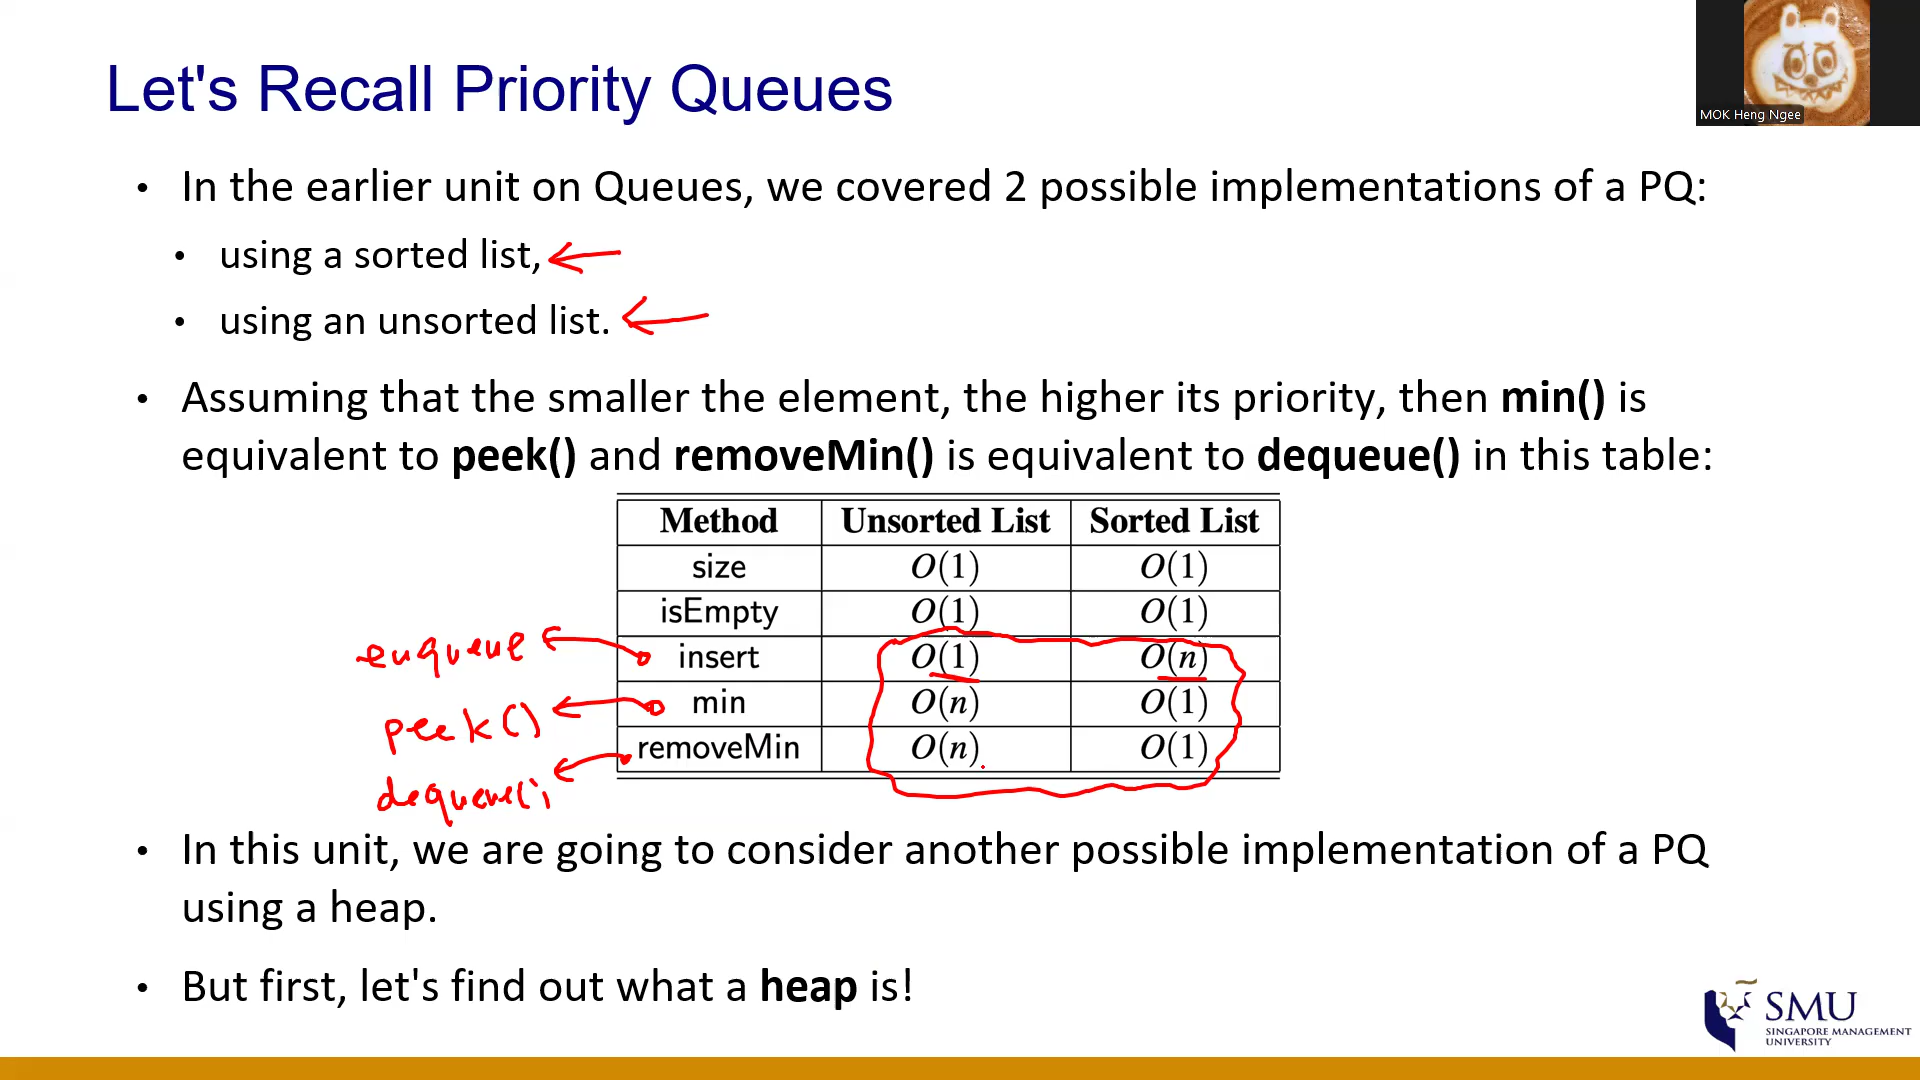 Let's Recall Priority Queues
MOK Heng Ngee
• In the earlier unit on Queues, we covered 2 possible implementations of a PQ:
• using a sorted list,
• using an unsorted list.
• Assuming that the smaller the element, the higher its priority, then min() is
equivalent to peek() and removeMin() is equivalent to dequeue() in this table:
Method Unsorted List Sorted List
size O(1) O(1)
isEmpty O(1) O(1)
enqueue insert O(1) O(n)
peek() min O(n) O(1)
dequeue() removeMin O(n) O(1)
• In this unit, we are going to consider another possible implementation of a PQ
using a heap.
• But first, let's find out what a heap is!
SMU
SINGAPORE MANAGEMENT
UNIVERSITY